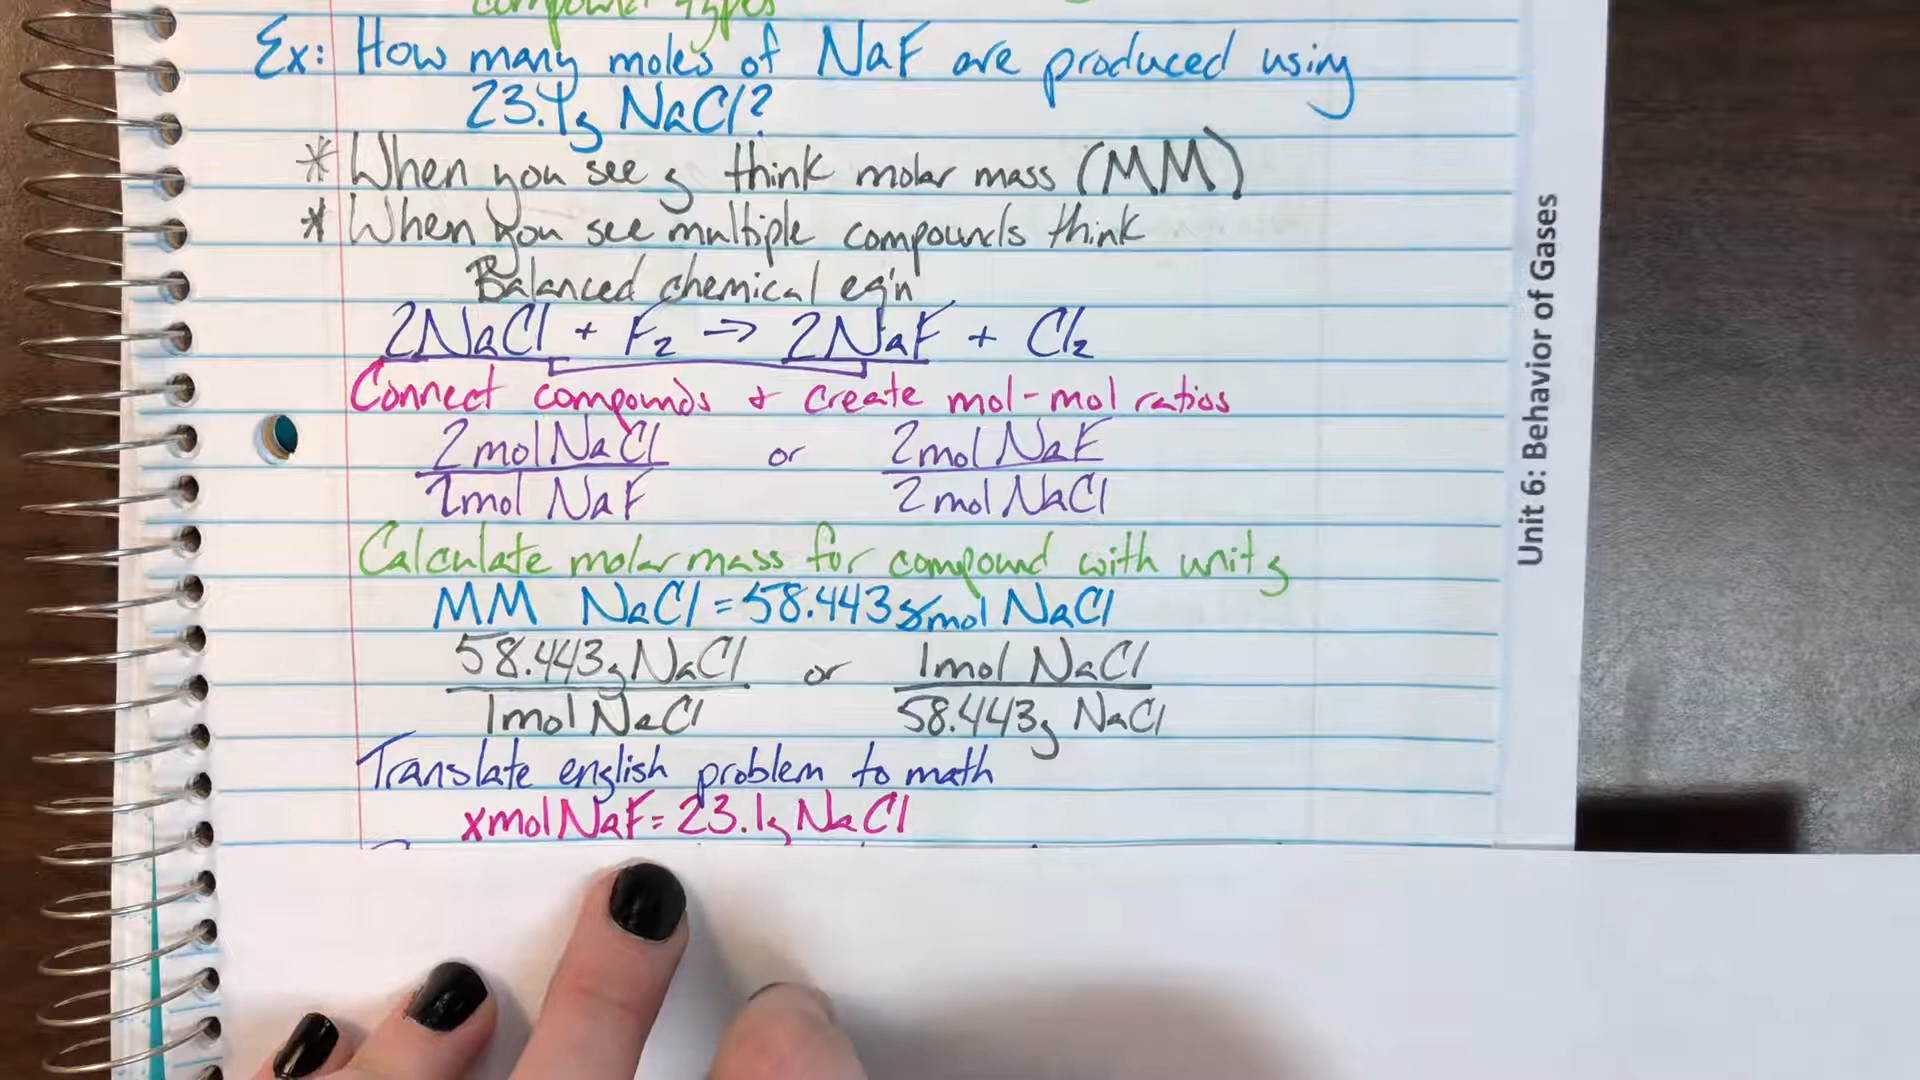 compound types
Ex: How many moles of NaF are produced using
23.1g NaCl?
* When you see g think molar mass (MM)
* When you see multiple compounds think
Balanced chemical eq'n
2NaCl + F₂ → 2NaF + Cl₂
Connect compounds & create mol-mol ratios
2mol NaCl or 2mol NaF
2mol NaF 2mol NaCl
Calculate molar mass for compound with unit g
MM NaCl = 58.443g/mol NaCl
58.443g NaCl or 1mol NaCl
1mol NaCl 58.443g NaCl
Translate english problem to math
xmol NaF = 23.1g NaCl
Unit 6: Behavior of Gases